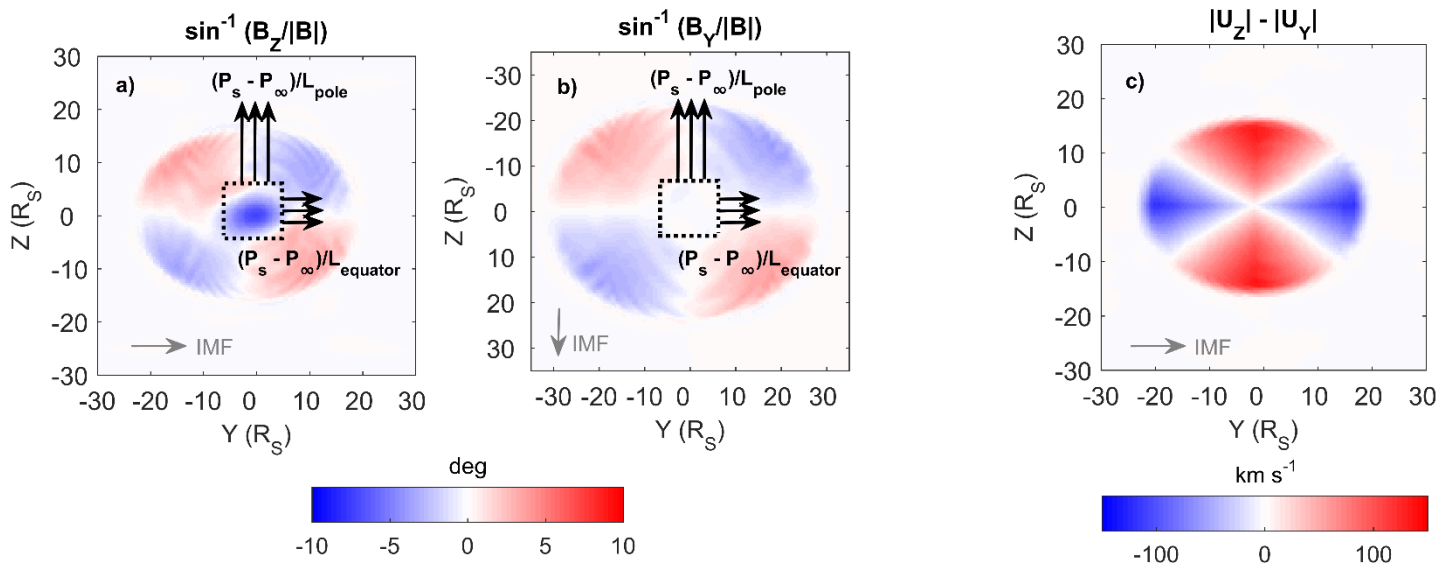 sin⁻¹ (B_Z/|B|)
a)
(P_s - P_∞)/L_pole
(P_s - P_∞)/L_equator
IMF
30
20
10
0
-10
-20
-30
Z (R_S)
-30 -20 -10 0 10 20 30
Y (R_S)
sin⁻¹ (B_Y/|B|)
b)
(P_s - P_∞)/L_pole
(P_s - P_∞)/L_equator
IMF
-30
-20
-10
0
10
20
30
Z (R_S)
-30 -20 -10 0 10 20 30
Y (R_S)
deg
-10 -5 0 5 10
|U_Z| - |U_Y|
c)
IMF
30
20
10
0
-10
-20
-30
Z (R_S)
-30 -20 -10 0 10 20 30
Y (R_S)
km s⁻¹
-100 0 100